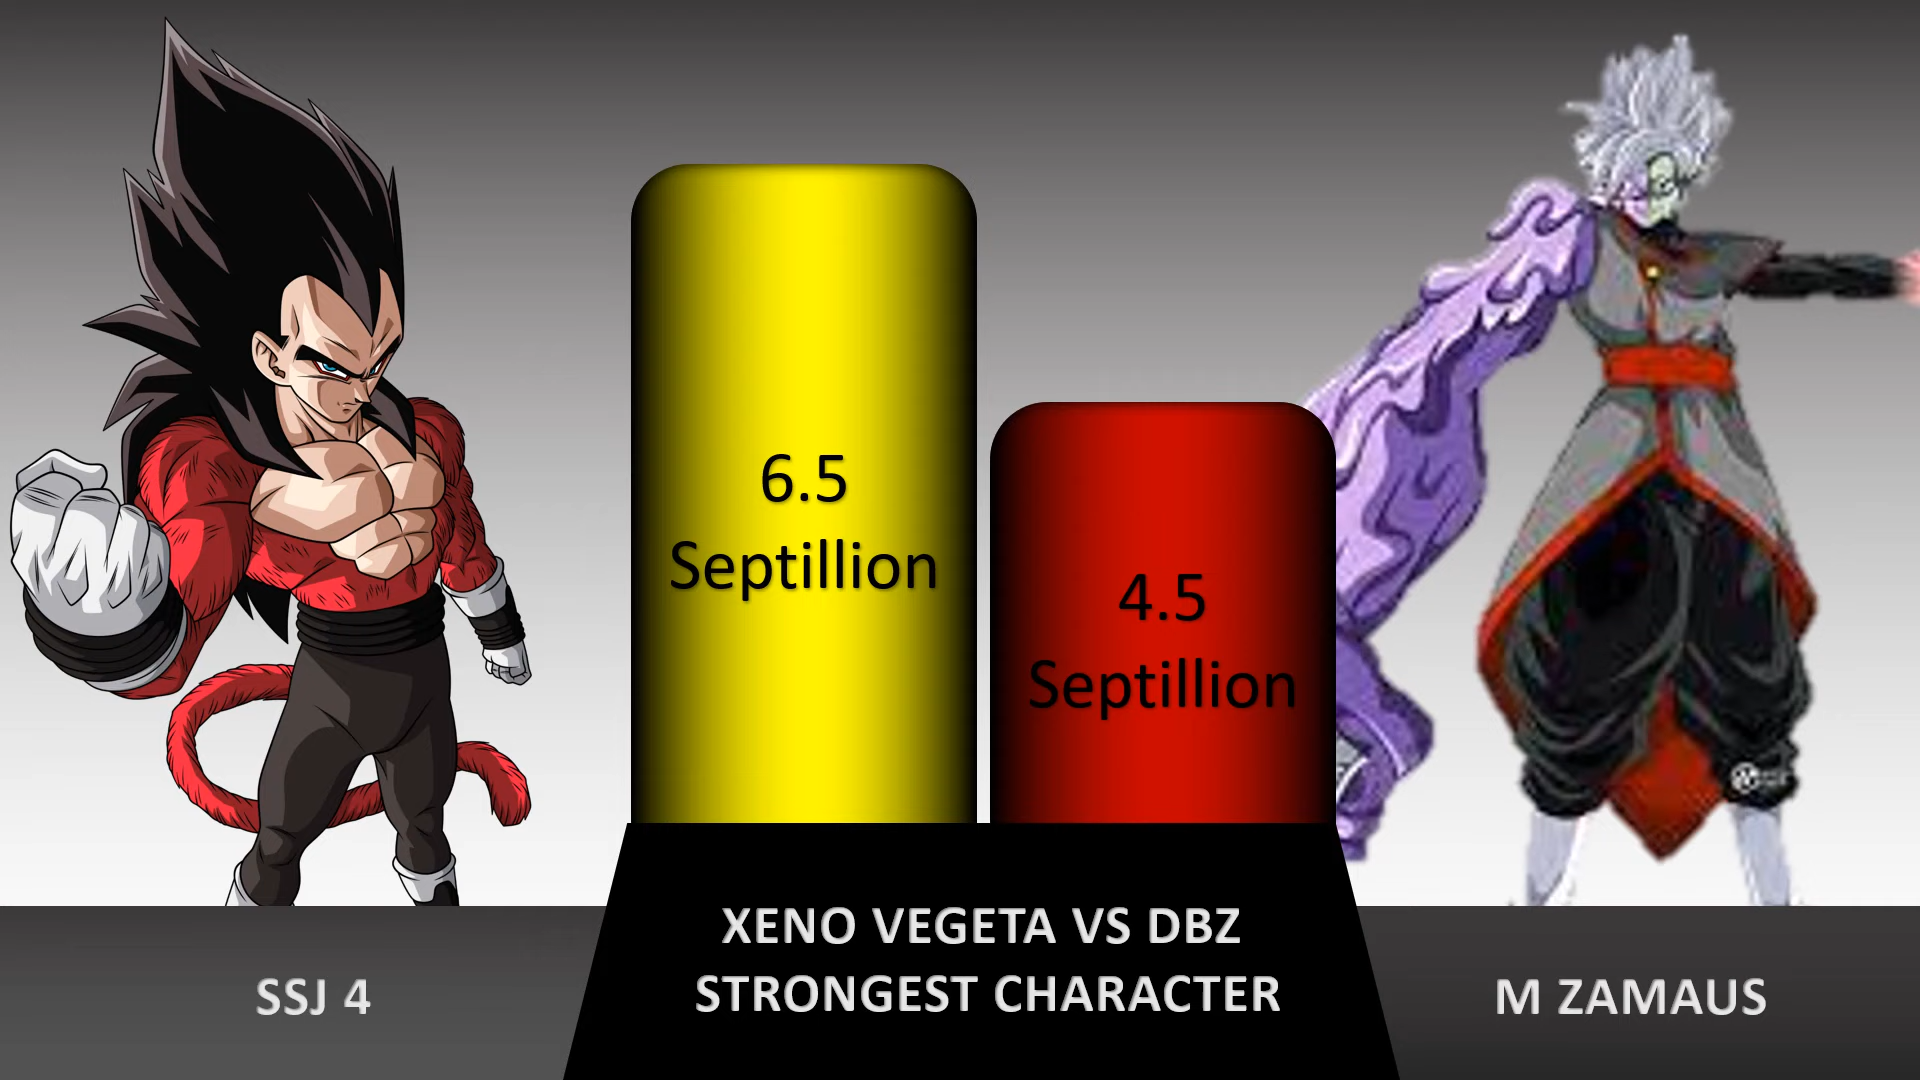 6.5
Septillion
4.5
Septillion
XENO VEGETA VS DBZ
STRONGEST CHARACTER
SSJ 4
M ZAMAUS